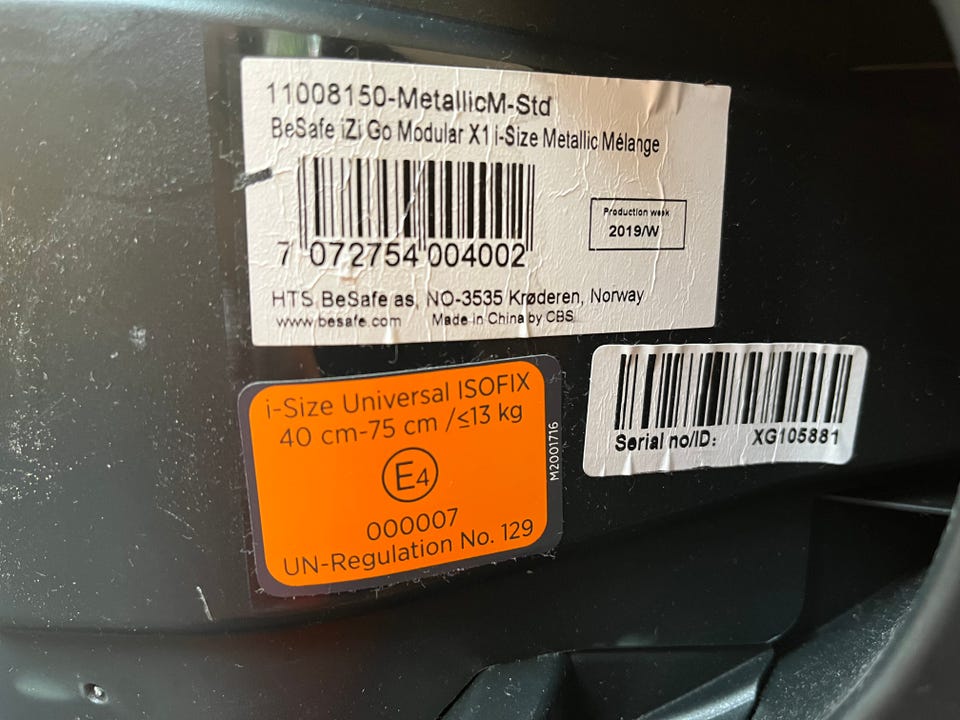 11008150-MetallicM-Std
BeSafe iZi Go Modular X1 i-Size Metallic Mélange
7 072754 004002
Production week
2019/W
HTS BeSafe as, NO-3535 Krøderen, Norway
www.besafe.com Made in China by CBS
i-Size Universal ISOFIX
40 cm-75 cm /≤13 kg
E4
000007
UN-Regulation No. 129
M2001716
Serial no/ID: XG105881